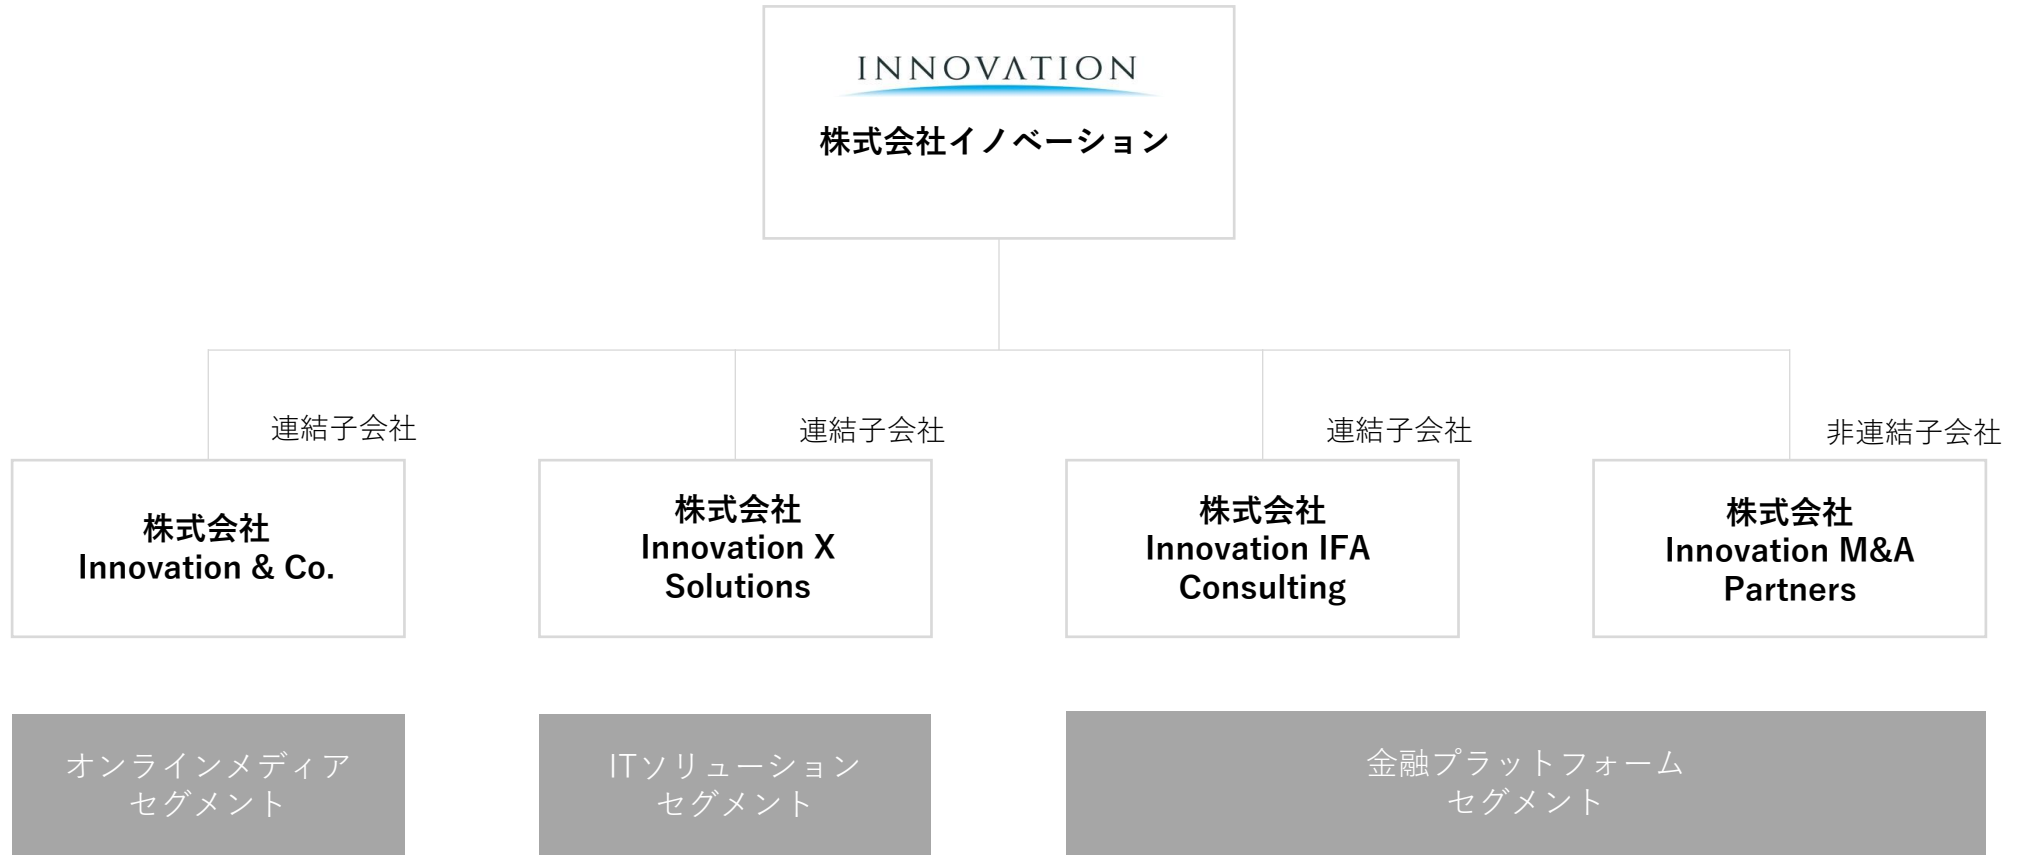 INNOVATION
株式会社イノベーション
連結子会社
連結子会社
連結子会社
非連結子会社
株式会社
Innovation & Co.
株式会社
Innovation X
Solutions
株式会社
Innovation IFA
Consulting
株式会社
Innovation M&A
Partners
オンラインメディア
セグメント
ITソリューション
セグメント
金融プラットフォーム
セグメント